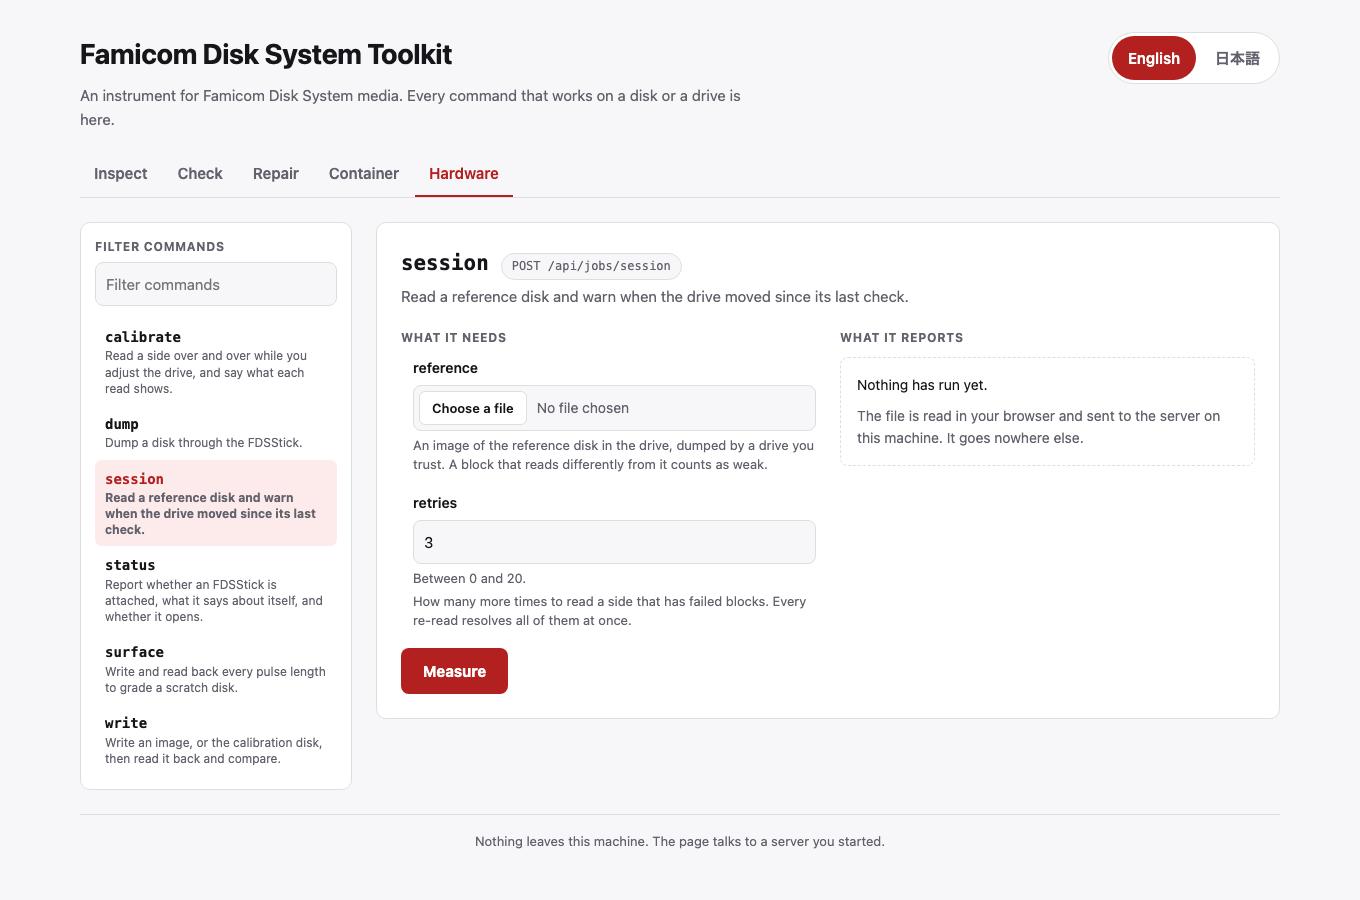 Famicom Disk System Toolkit
English
日本語
An instrument for Famicom Disk System media. Every command that works on a disk or a drive is
here.
Inspect
Check
Repair
Container
Hardware
FILTER COMMANDS
Filter commands
calibrate
Read a side over and over while you
adjust the drive, and say what each
read shows.
dump
Dump a disk through the FDSStick.
session
Read a reference disk and warn
when the drive moved since its last
check.
status
Report whether an FDSStick is
attached, what it says about itself, and
whether it opens.
surface
Write and read back every pulse length
to grade a scratch disk.
write
Write an image, or the calibration disk,
then read it back and compare.
session
POST /api/jobs/session
Read a reference disk and warn when the drive moved since its last check.
WHAT IT NEEDS
reference
Choose a file
No file chosen
An image of the reference disk in the drive, dumped by a drive you
trust. A block that reads differently from it counts as weak.
retries
3
Between 0 and 20.
How many more times to read a side that has failed blocks. Every
re-read resolves all of them at once.
Measure
WHAT IT REPORTS
Nothing has run yet.
The file is read in your browser and sent to the server on
this machine. It goes nowhere else.
Nothing leaves this machine. The page talks to a server you started.